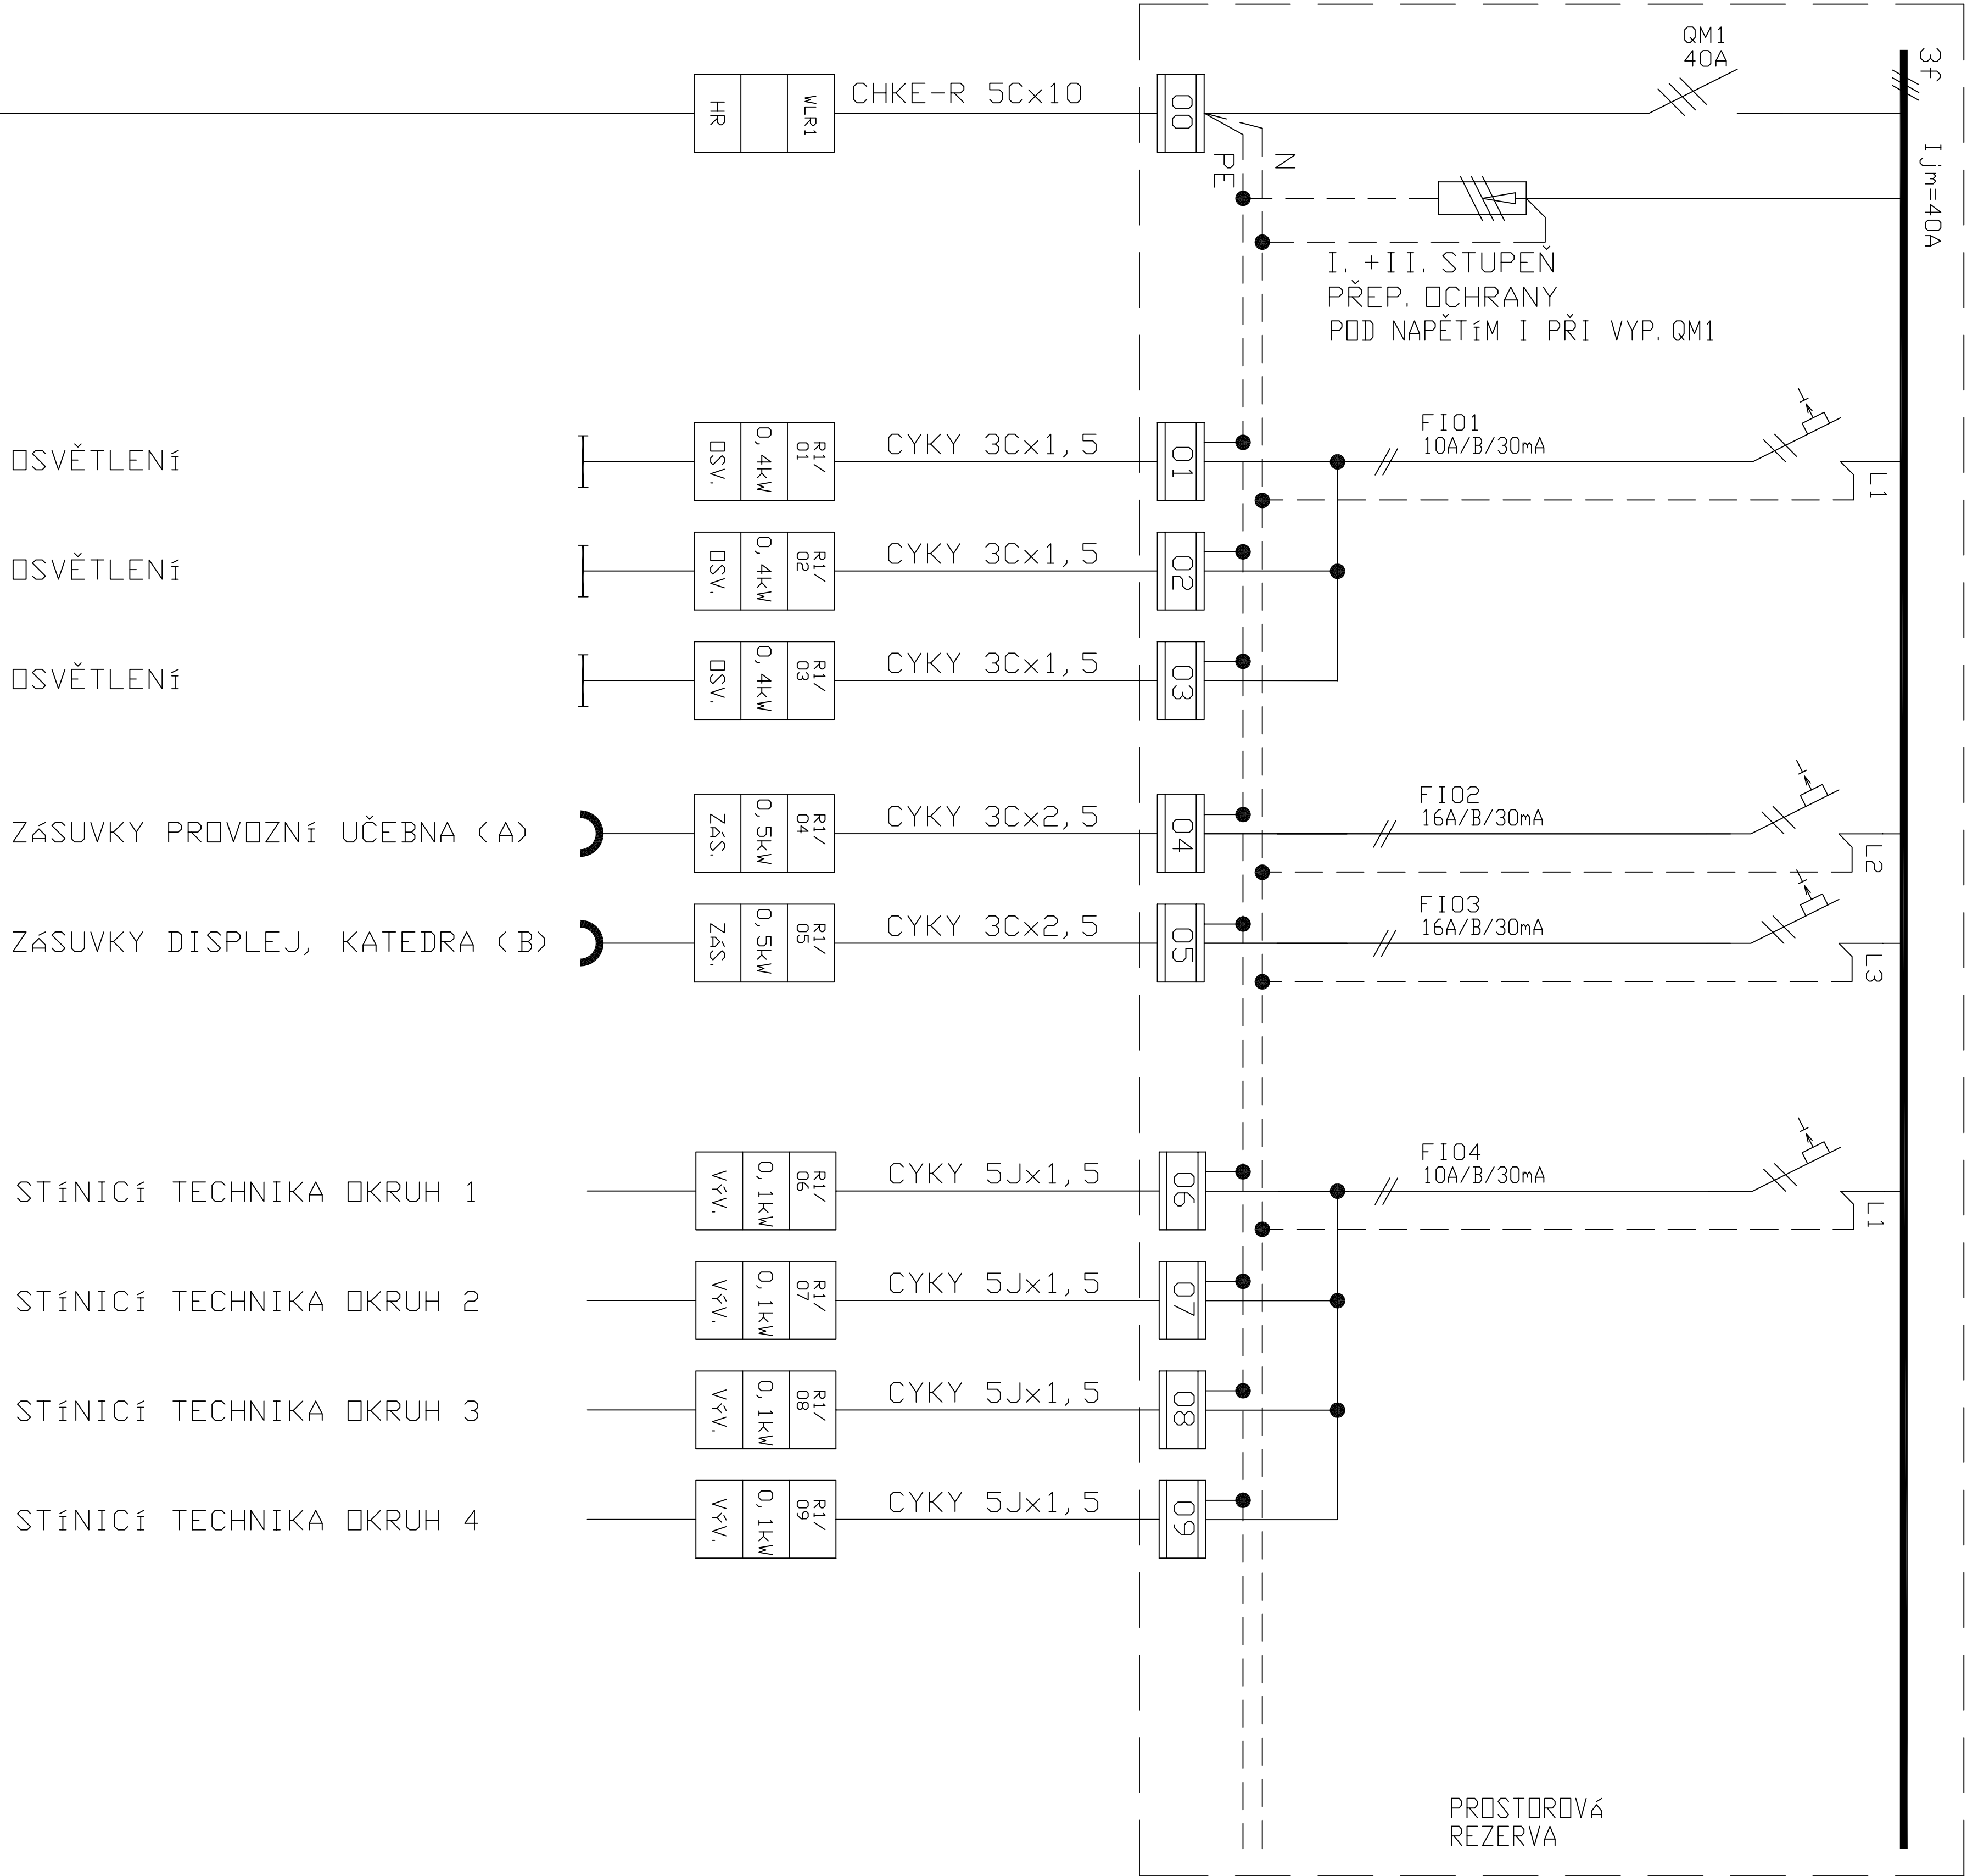 QM1
40A
3f
Ijm=40A
HR
WLR1
CHKE-R 5Cx10
00
PE
N
I. +II. STUPEŇ
PŘEP. OCHRANY
POD NAPĚTÍM I PŘI VYP. QM1
OSVĚTLENÍ
OSV.
0,4kW
R1/
01
CYKY 3Cx1,5
01
FI01
10A/B/30mA
L1
OSVĚTLENÍ
OSV.
0,4kW
R1/
02
CYKY 3Cx1,5
02
OSVĚTLENÍ
OSV.
0,4kW
R1/
03
CYKY 3Cx1,5
03
ZÁSUVKY PROVOZNÍ UČEBNA (A)
ZÁS.
0,5kW
R1/
04
CYKY 3Cx2,5
04
FI02
16A/B/30mA
L2
ZÁSUVKY DISPLEJ, KATEDRA (B)
ZÁS.
0,5kW
R1/
05
CYKY 3Cx2,5
05
FI03
16A/B/30mA
L3
STÍNICÍ TECHNIKA OKRUH 1
VÝV.
0,1kW
R1/
06
CYKY 5Jx1,5
06
FI04
10A/B/30mA
L1
STÍNICÍ TECHNIKA OKRUH 2
VÝV.
0,1kW
R1/
07
CYKY 5Jx1,5
07
STÍNICÍ TECHNIKA OKRUH 3
VÝV.
0,1kW
R1/
08
CYKY 5Jx1,5
08
STÍNICÍ TECHNIKA OKRUH 4
VÝV.
0,1kW
R1/
09
CYKY 5Jx1,5
09
PROSTOROVÁ
REZERVA